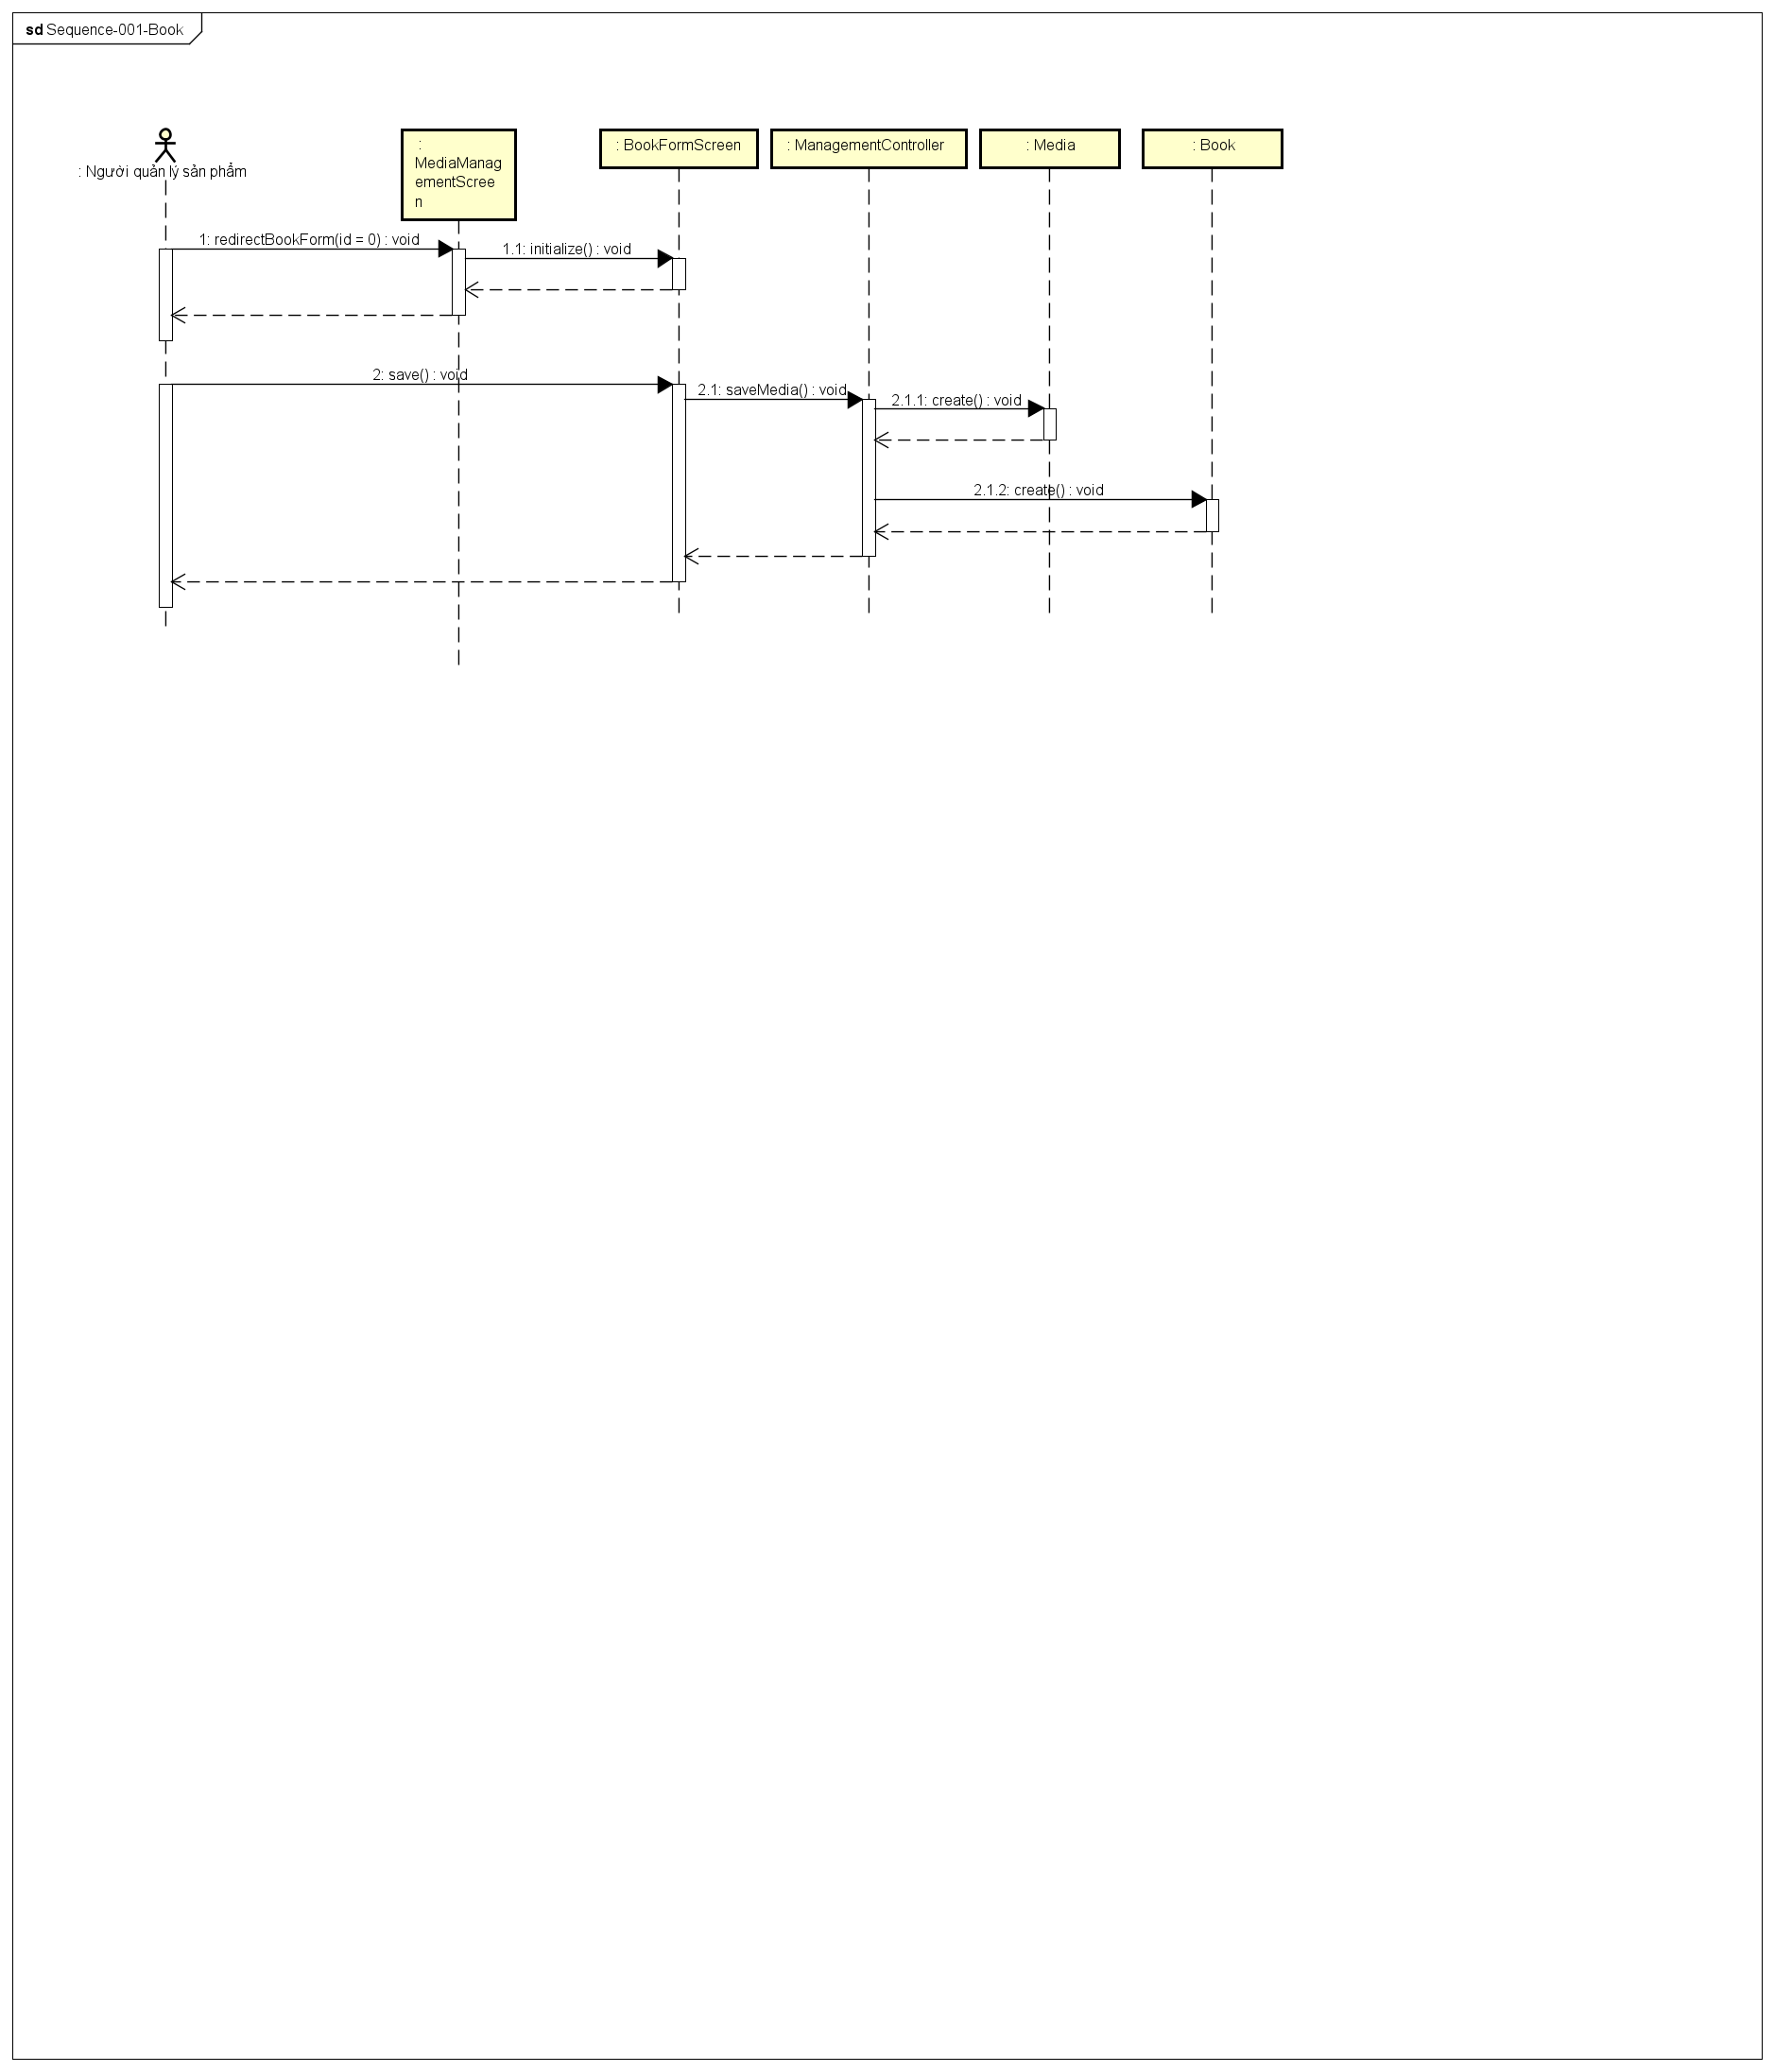 sd Sequence-001-Book
: Người quản lý sản phẩm
:
MediaManag
ementScree
n
: BookFormScreen
: ManagementController
: Media
: Book
1: redirectBookForm(id = 0) : void
1.1: initialize() : void
2: save() : void
2.1: saveMedia() : void
2.1.1: create() : void
2.1.2: create() : void